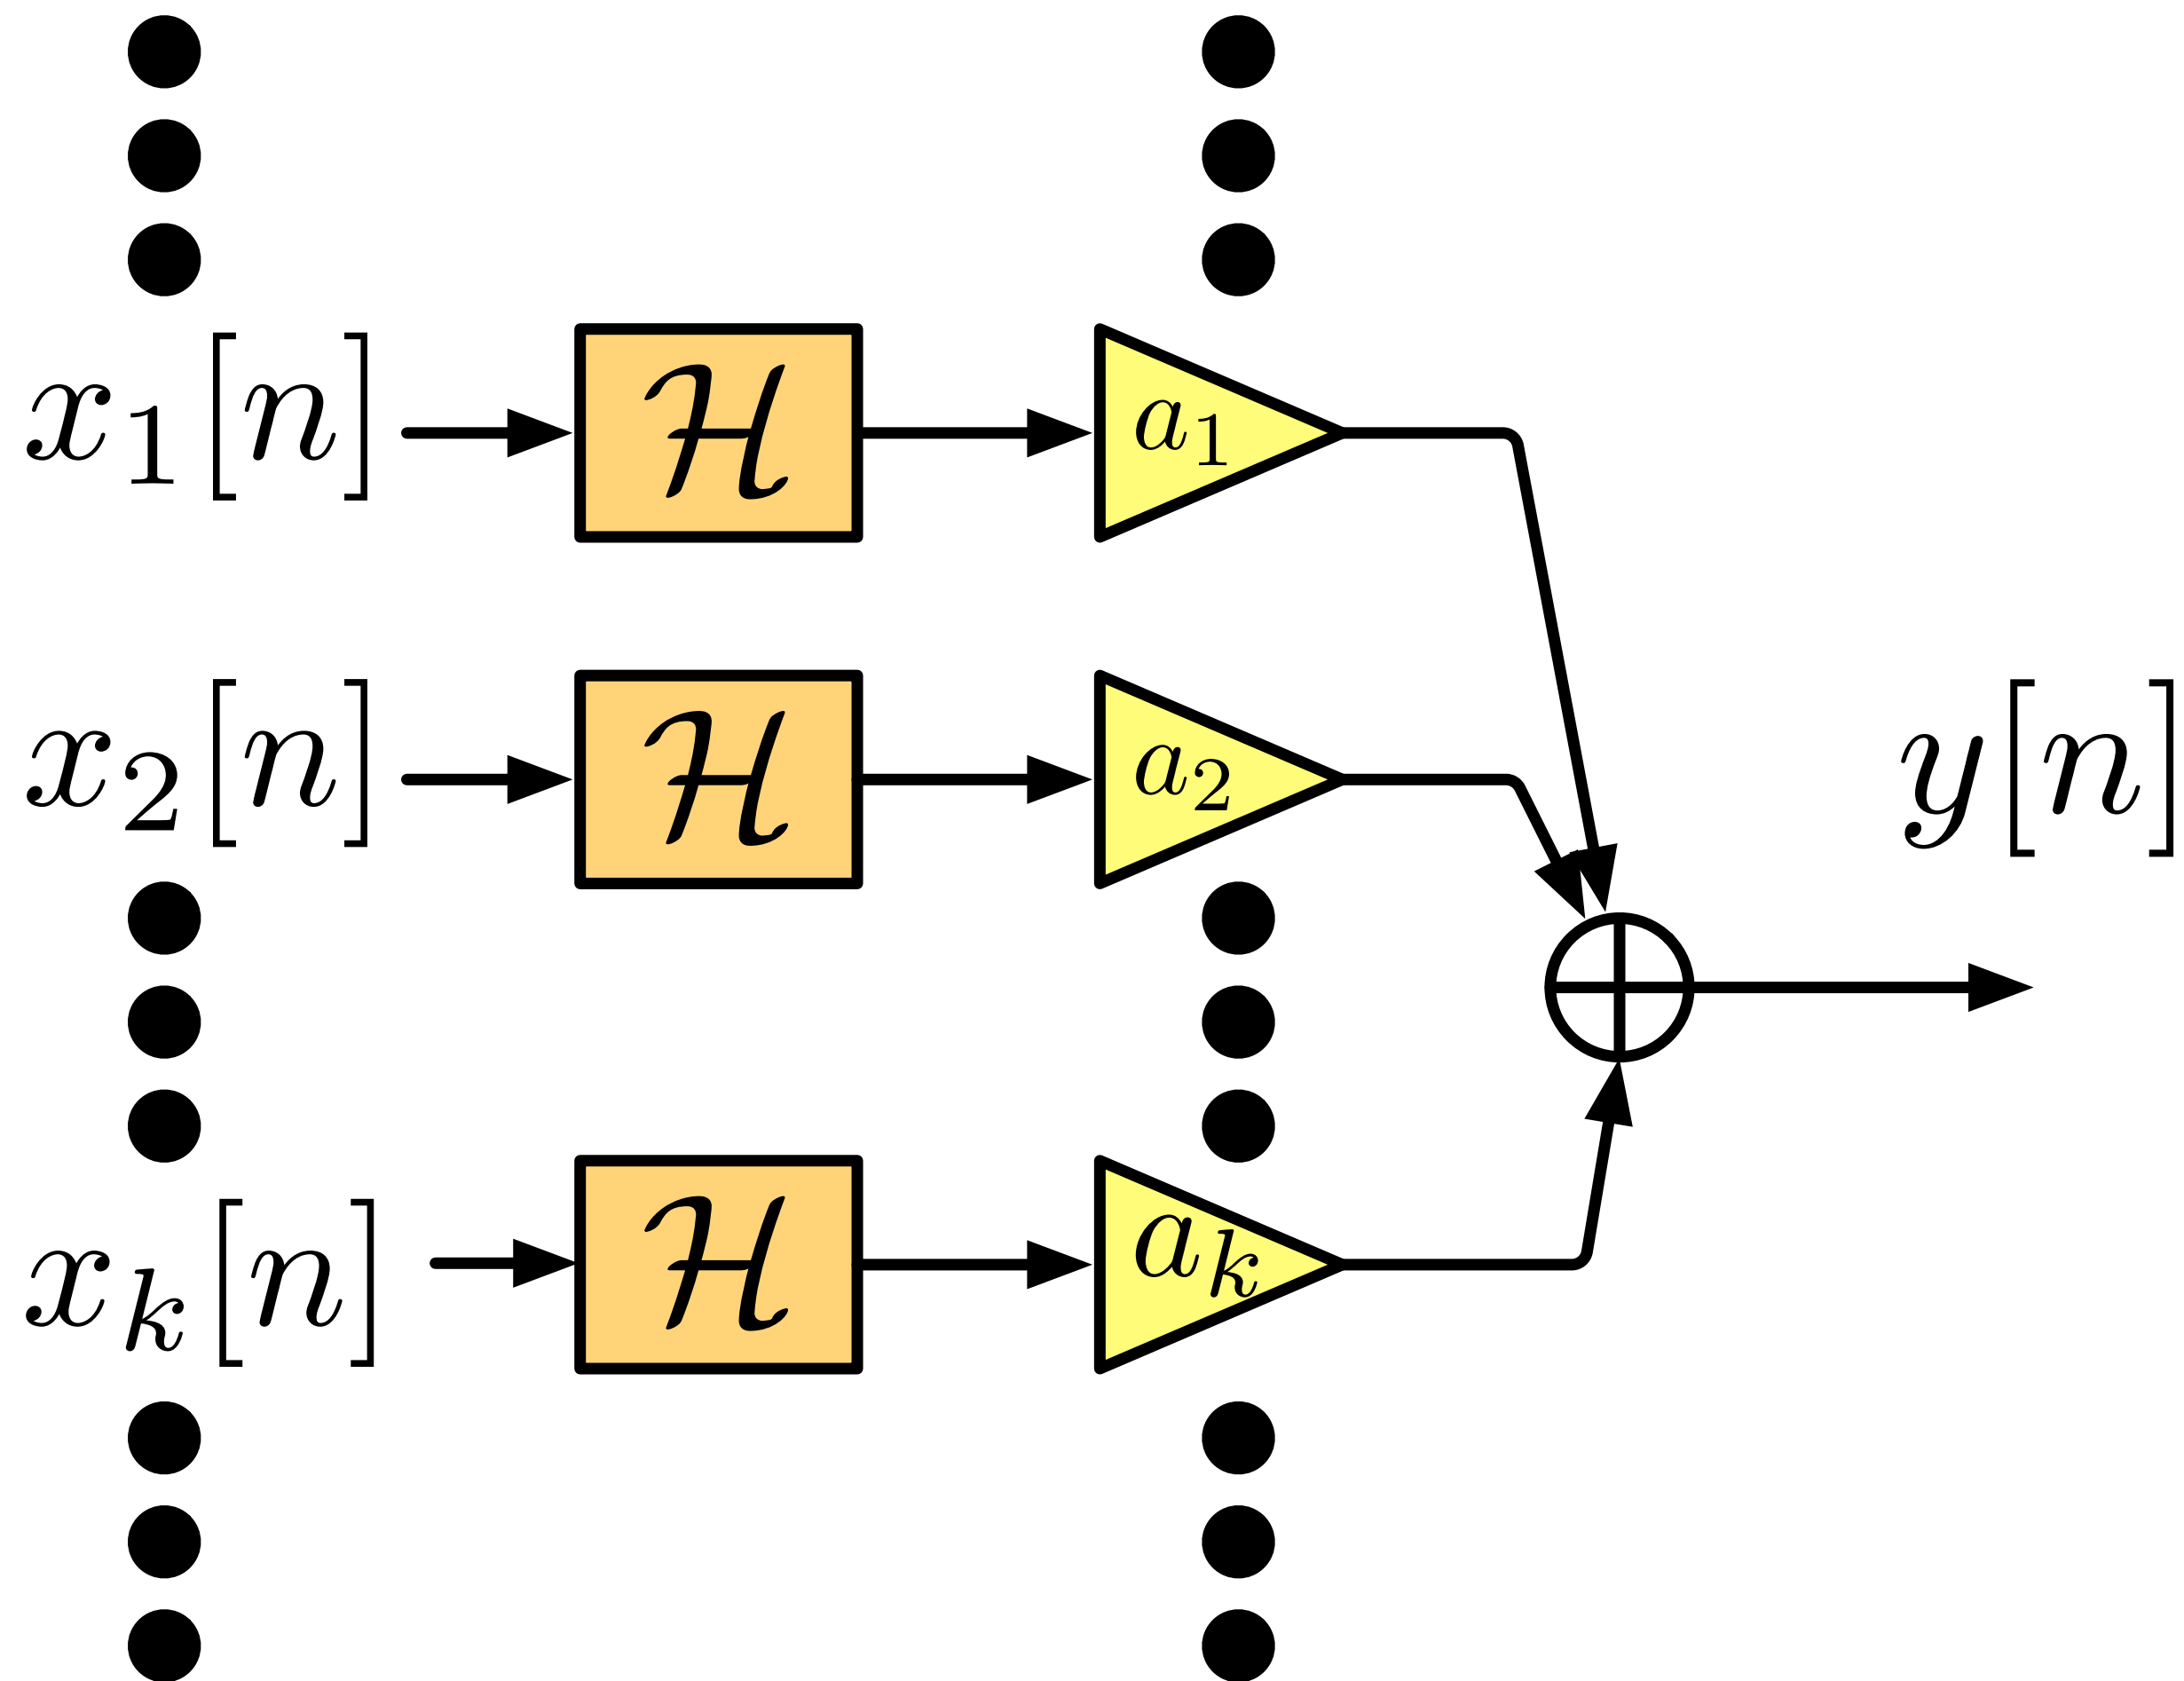 x₁[n] ℋ a₁
x₂[n] ℋ a₂
y[n]
xₖ[n] ℋ aₖ